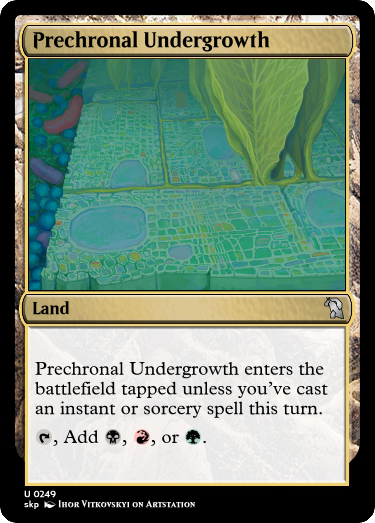 Prechronal Undergrowth
Land
Prechronal Undergrowth enters the
battlefield tapped unless you've cast
an instant or sorcery spell this turn.
, Add , , or .
U 0249
skp Ihor Vitkovskyi on Artstation